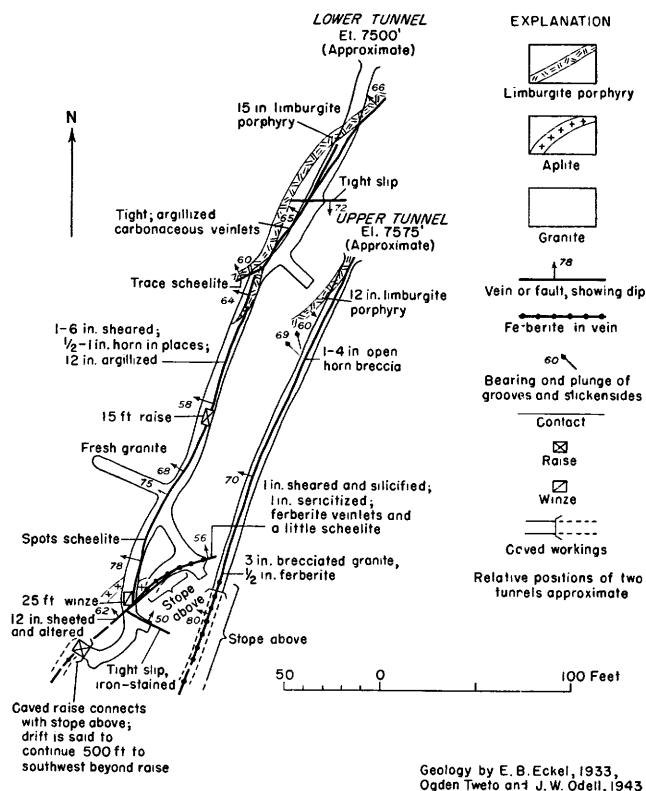 LOWER TUNNEL
El. 7500'
(Approximate)
N
66
15 in. limburgite
porphyry
Tight slip
72
Tight; argillized
carbonaceous veinlets
65
UPPER TUNNEL
El. 7575'
(Approximate)
60
Trace scheelite
64
12 in. limburgite
porphyry
60
69
1-6 in. sheared;
½-1 in. horn in places;
12 in. argillized
1-4 in open
horn breccia
58
15 ft raise
Fresh granite
68
75
70
1 in. sheared and silicified;
1 in. sericitized;
ferberite veinlets and
a little scheelite
Spots scheelite
56
78
3 in. brecciated granite,
½ in. ferberite
25 ft winze
62
12 in. sheeted
and altered
Stope
above
50
80
Stope above
Tight slip,
iron-stained
Caved raise connects
with stope above;
drift is said to
continue 500 ft to
southwest beyond raise
50 0 100 Feet
EXPLANATION
Limburgite porphyry
Aplite
Granite
78
Vein or fault, showing dip
Ferberite in vein
60
Bearing and plunge of
grooves and slickensides
Contact
Raise
Winze
Caved workings
Relative positions of two
tunnels approximate
Geology by E. B. Eckel, 1933,
Ogden Tweto and J. W. Odell, 1943